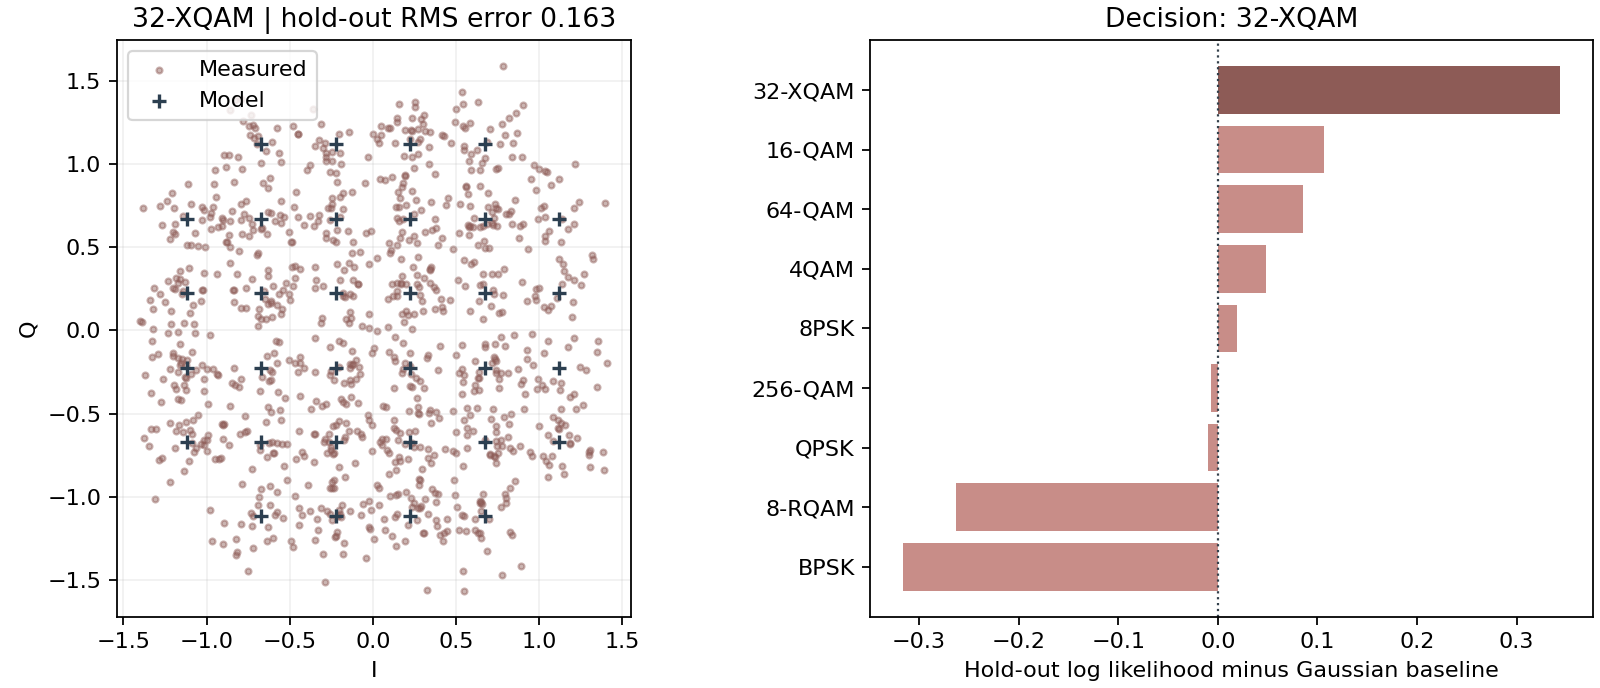 32-XQAM | hold-out RMS error 0.163
Measured
Model
1.5
1.0
0.5
0.0
−0.5
−1.0
−1.5
Q
−1.5 −1.0 −0.5 0.0 0.5 1.0 1.5
I
Decision: 32-XQAM
32-XQAM
16-QAM
64-QAM
4QAM
8PSK
256-QAM
QPSK
8-RQAM
BPSK
−0.3 −0.2 −0.1 0.0 0.1 0.2 0.3
Hold-out log likelihood minus Gaussian baseline